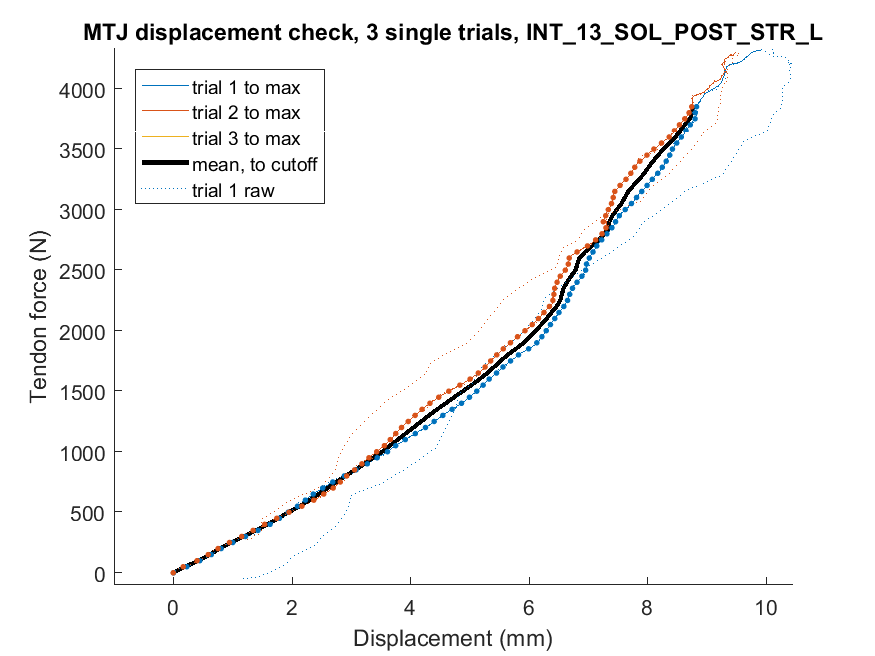 MTJ displacement check, 3 single trials, INT_13_SOL_POST_STR_L
trial 1 to max
trial 2 to max
trial 3 to max
mean, to cutoff
trial 1 raw
4000
3500
3000
2500
2000
1500
1000
500
0
Tendon force (N)
0 2 4 6 8 10
Displacement (mm)